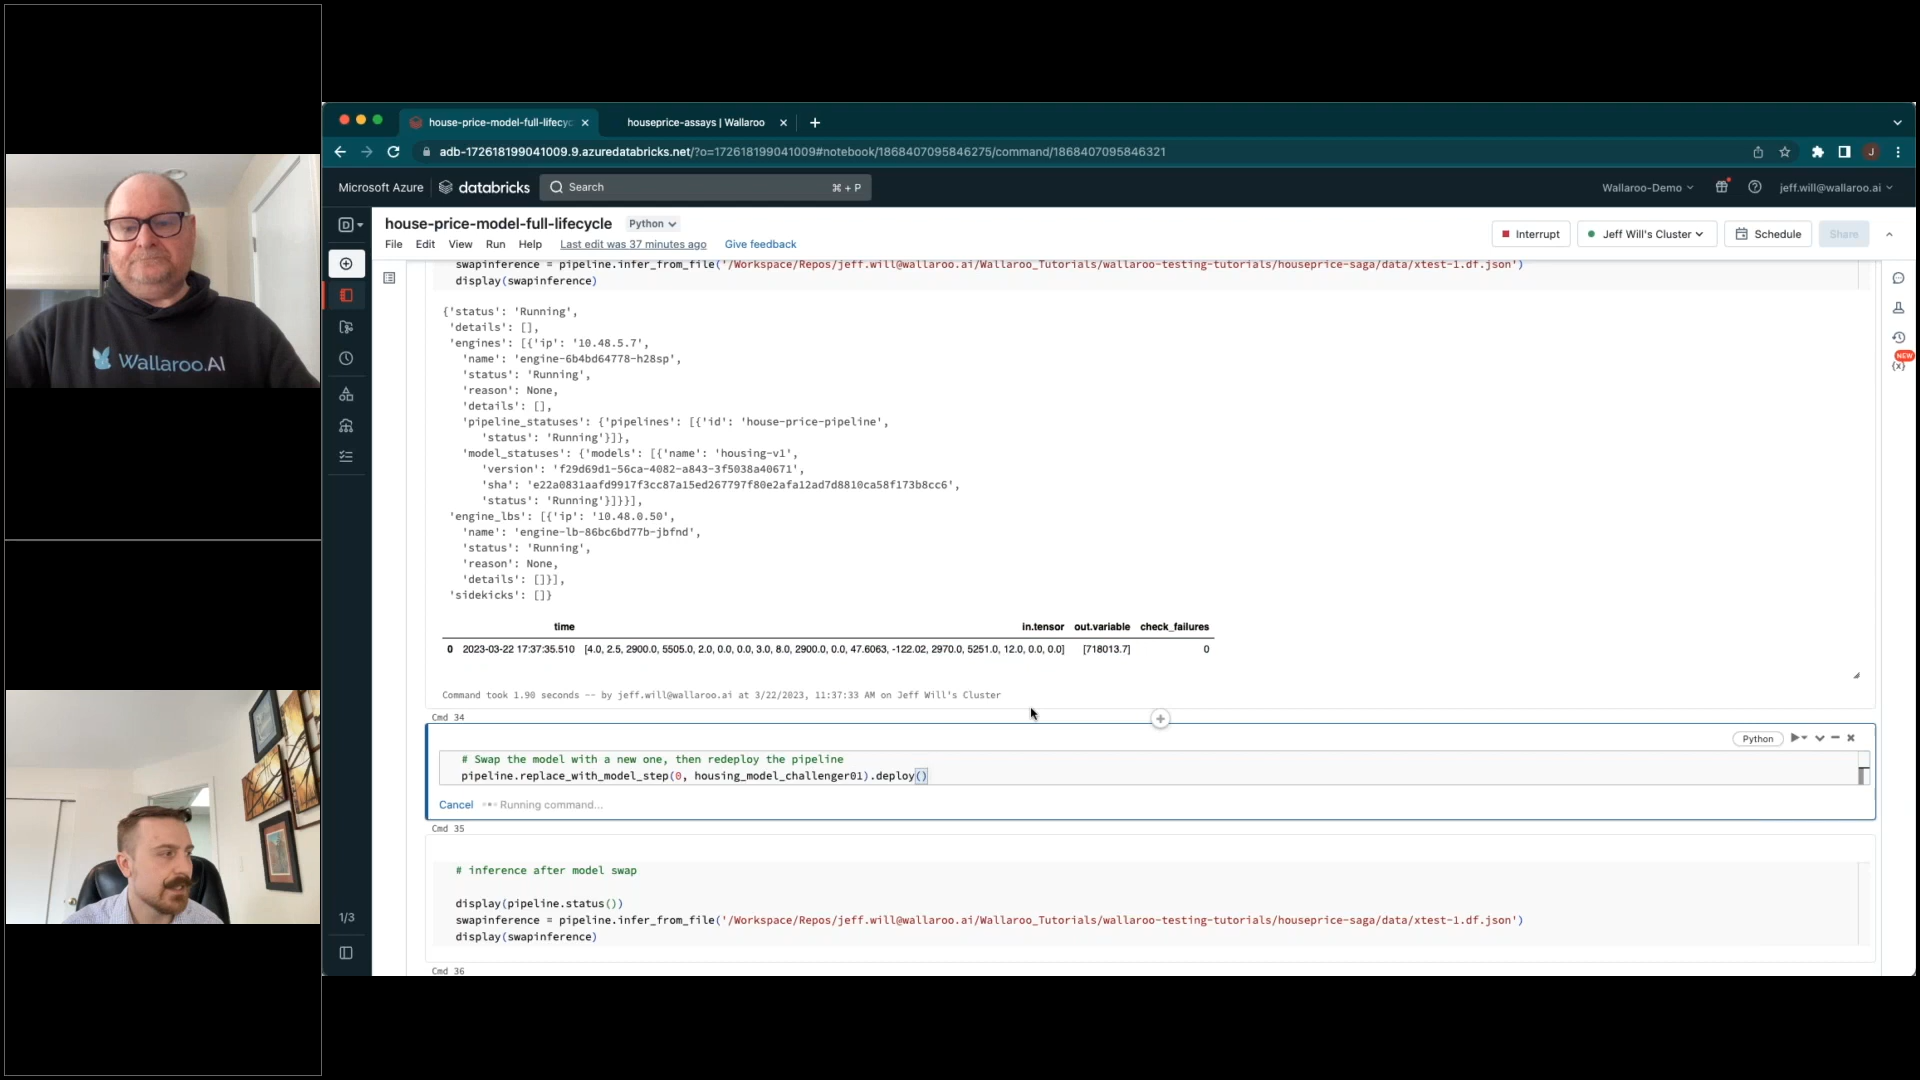 Wallaroo.AI
house-price-model-full-lifecyc
houseprice-assays | Wallaroo
adb-172618199041009.9.azuredatabricks.net/?o=172618199041009#notebook/1868407095846275/command/1868407095846321
J
Microsoft Azure
databricks
Search
⌘ + P
Wallaroo-Demo
jeff.will@wallaroo.ai
D
house-price-model-full-lifecycle
Python
File Edit View Run Help Last edit was 37 minutes ago Give feedback
Interrupt
Jeff Will's Cluster
Schedule
Share
NEW
{x}
swapinference = pipeline.infer_from_file('/Workspace/Repos/jeff.will@wallaroo.ai/Wallaroo_Tutorials/wallaroo-testing-tutorials/houseprice-saga/data/xtest-1.df.json')
display(swapinference)
{'status': 'Running',
'details': [],
'engines': [{'ip': '10.48.5.7',
'name': 'engine-6b4bd64778-h28sp',
'status': 'Running',
'reason': None,
'details': [],
'pipeline_statuses': {'pipelines': [{'id': 'house-price-pipeline',
'status': 'Running'}]},
'model_statuses': {'models': [{'name': 'housing-v1',
'version': 'f29d69d1-56ca-4082-a843-3f5038a40671',
'sha': 'e22a0831aafd9917f3cc87a15ed267797f80e2afa12ad7d8810ca58f173b8cc6',
'status': 'Running'}]}}],
'engine_lbs': [{'ip': '10.48.0.50',
'name': 'engine-lb-86bc6bd77b-jbfnd',
'status': 'Running',
'reason': None,
'details': []}],
'sidekicks': []}
time in.tensor out.variable check_failures
0 2023-03-22 17:37:35.510 [4.0, 2.5, 2900.0, 5505.0, 2.0, 0.0, 0.0, 3.0, 8.0, 2900.0, 0.0, 47.6063, -122.02, 2970.0, 5251.0, 12.0, 0.0, 0.0] [718013.7] 0
Command took 1.90 seconds -- by jeff.will@wallaroo.ai at 3/22/2023, 11:37:33 AM on Jeff Will's Cluster
Cmd 34
Python
# Swap the model with a new one, then redeploy the pipeline
pipeline.replace_with_model_step(0, housing_model_challenger01).deploy()
Cancel Running command...
Cmd 35
# inference after model swap
display(pipeline.status())
swapinference = pipeline.infer_from_file('/Workspace/Repos/jeff.will@wallaroo.ai/Wallaroo_Tutorials/wallaroo-testing-tutorials/houseprice-saga/data/xtest-1.df.json')
display(swapinference)
1/3
Cmd 36